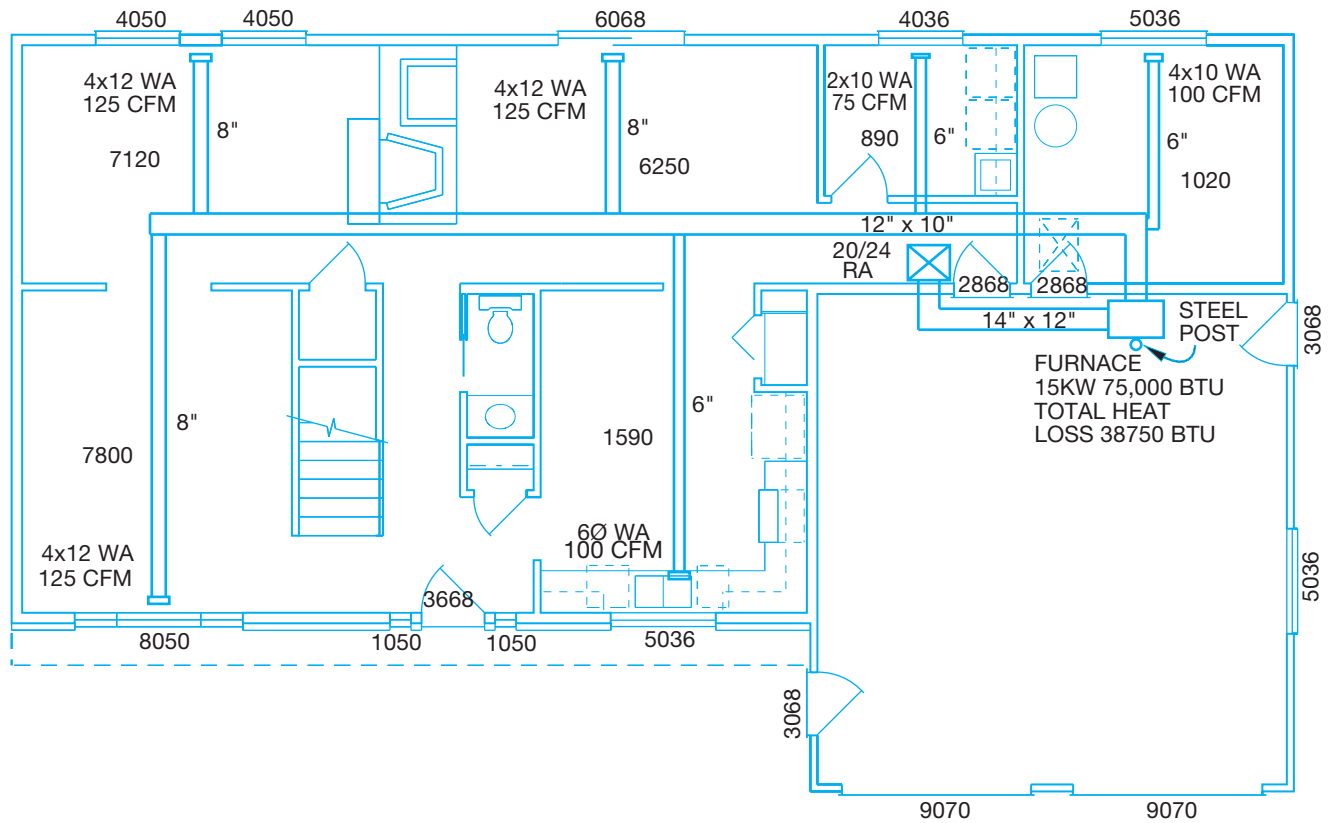 4050
4050
6068
4036
5036
4x12 WA
125 CFM
8"
7120
4x12 WA
125 CFM
8"
6250
2x10 WA
75 CFM
890
6"
4x10 WA
100 CFM
6"
1020
12" x 10"
20/24
RA
2868
2868
14" x 12"
STEEL
POST
3068
FURNACE
15KW 75,000 BTU
TOTAL HEAT
LOSS 38750 BTU
8"
6"
7800
1590
4x12 WA
125 CFM
6Ø WA
100 CFM
3668
5036
8050
1050
1050
5036
3068
9070
9070